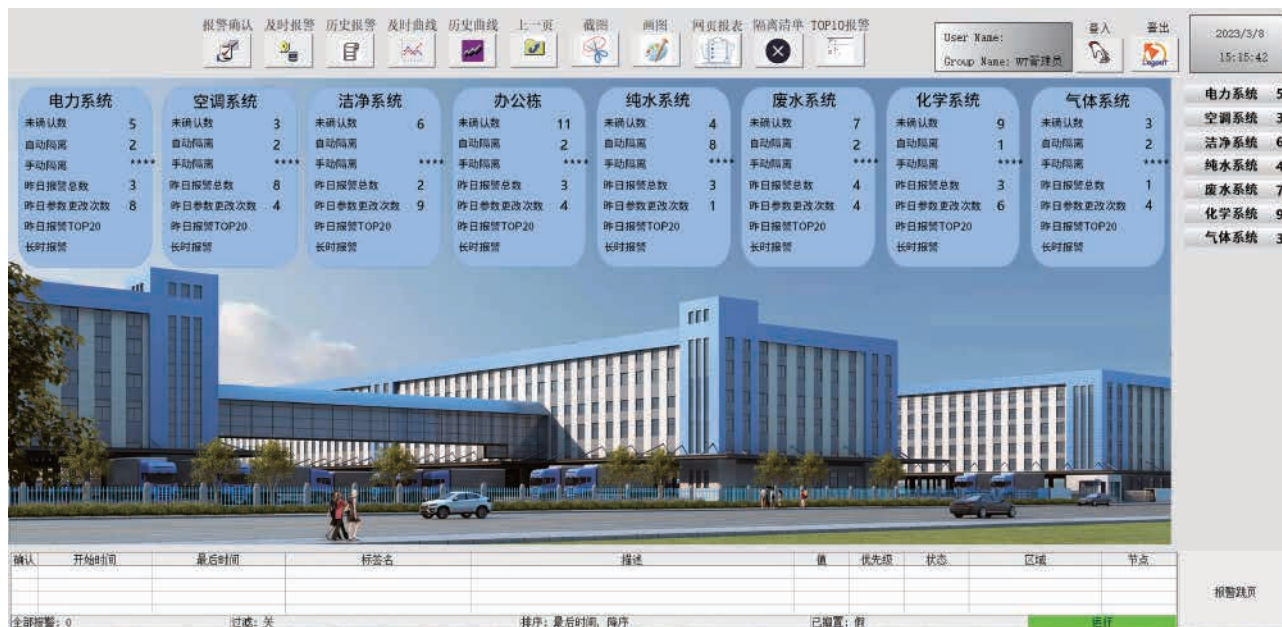 报警确认 及时报警 历史报警 及时曲线 历史曲线 上一页 截图 画图 网页报表 隔离清单 TOP10报警
User Name:
Group Name: WT管理员
登入 登出
Logout
2023/3/8
15:15:42
电力系统
未确认数 5
自动隔离 2
手动隔离 ****
昨日报警总数 3
昨日参数更改次数 8
昨日报警TOP20
长时报警
空调系统
未确认数 3
自动隔离 2
手动隔离 ****
昨日报警总数 8
昨日参数更改次数 4
昨日报警TOP20
长时报警
洁净系统
未确认数 6
自动隔离
手动隔离 ****
昨日报警总数 2
昨日参数更改次数 9
昨日报警TOP20
长时报警
办公栋
未确认数 11
自动隔离 2
手动隔离 ****
昨日报警总数 3
昨日参数更改次数 4
昨日报警TOP20
长时报警
纯水系统
未确认数 4
自动隔离 8
手动隔离 ****
昨日报警总数 3
昨日参数更改次数 1
昨日报警TOP20
长时报警
废水系统
未确认数 7
自动隔离 2
手动隔离 ****
昨日报警总数 4
昨日参数更改次数 4
昨日报警TOP20
长时报警
化学系统
未确认数 9
自动隔离 1
手动隔离 ****
昨日报警总数 3
昨日参数更改次数 6
昨日报警TOP20
长时报警
气体系统
未确认数 3
自动隔离 2
手动隔离 ****
昨日报警总数 1
昨日参数更改次数 4
昨日报警TOP20
长时报警
电力系统 5
空调系统 3
洁净系统 6
纯水系统 4
废水系统 7
化学系统 9
气体系统 3
确认 开始时间 最后时间 标签名 描述 值 优先级 状态 区域 节点
报警跳页
全部报警: 0 过滤: 关 排序: 最后时间, 降序 已搁置: 假 运行